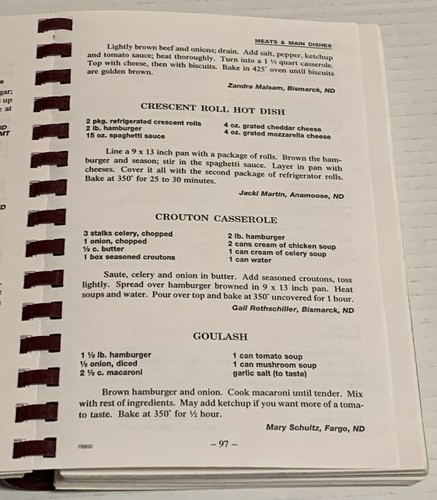 MEATS & MAIN DISHES
Lightly brown beef and onions; drain. Add salt, pepper, ketchup
and tomato sauce; heat thoroughly. Turn into a 1 ½ quart casserole.
Top with cheese, then with biscuits. Bake in 425° oven until biscuits
are golden brown.
Zandra Malsam, Bismarck, ND
CRESCENT ROLL HOT DISH
2 pkg. refrigerated crescent rolls
2 lb. hamburger
15 oz. spaghetti sauce
4 oz. grated cheddar cheese
4 oz. grated mozzarella cheese
Line a 9 x 13 inch pan with a package of rolls. Brown the ham-
burger and season; stir in the spaghetti sauce. Layer in pan with
cheeses. Cover it all with the second package of refrigerator rolls.
Bake at 350° for 25 to 30 minutes.
Jacki Martin, Anamoose, ND
CROUTON CASSEROLE
3 stalks celery, chopped
1 onion, chopped
½ c. butter
1 box seasoned croutons
2 lb. hamburger
2 cans cream of chicken soup
1 can cream of celery soup
1 can water
Saute, celery and onion in butter. Add seasoned croutons, toss
lightly. Spread over hamburger browned in 9 x 13 inch pan. Heat
soups and water. Pour over top and bake at 350° uncovered for 1 hour.
Gail Rothschiller, Bismarck, ND
GOULASH
1 ½ lb. hamburger
½ onion, diced
2 ½ c. macaroni
1 can tomato soup
1 can mushroom soup
garlic salt (to taste)
Brown hamburger and onion. Cook macaroni until tender. Mix
with rest of ingredients. May add ketchup if you want more of a toma-
to taste. Bake at 350° for ½ hour.
Mary Schultz, Fargo, ND
– 97 –